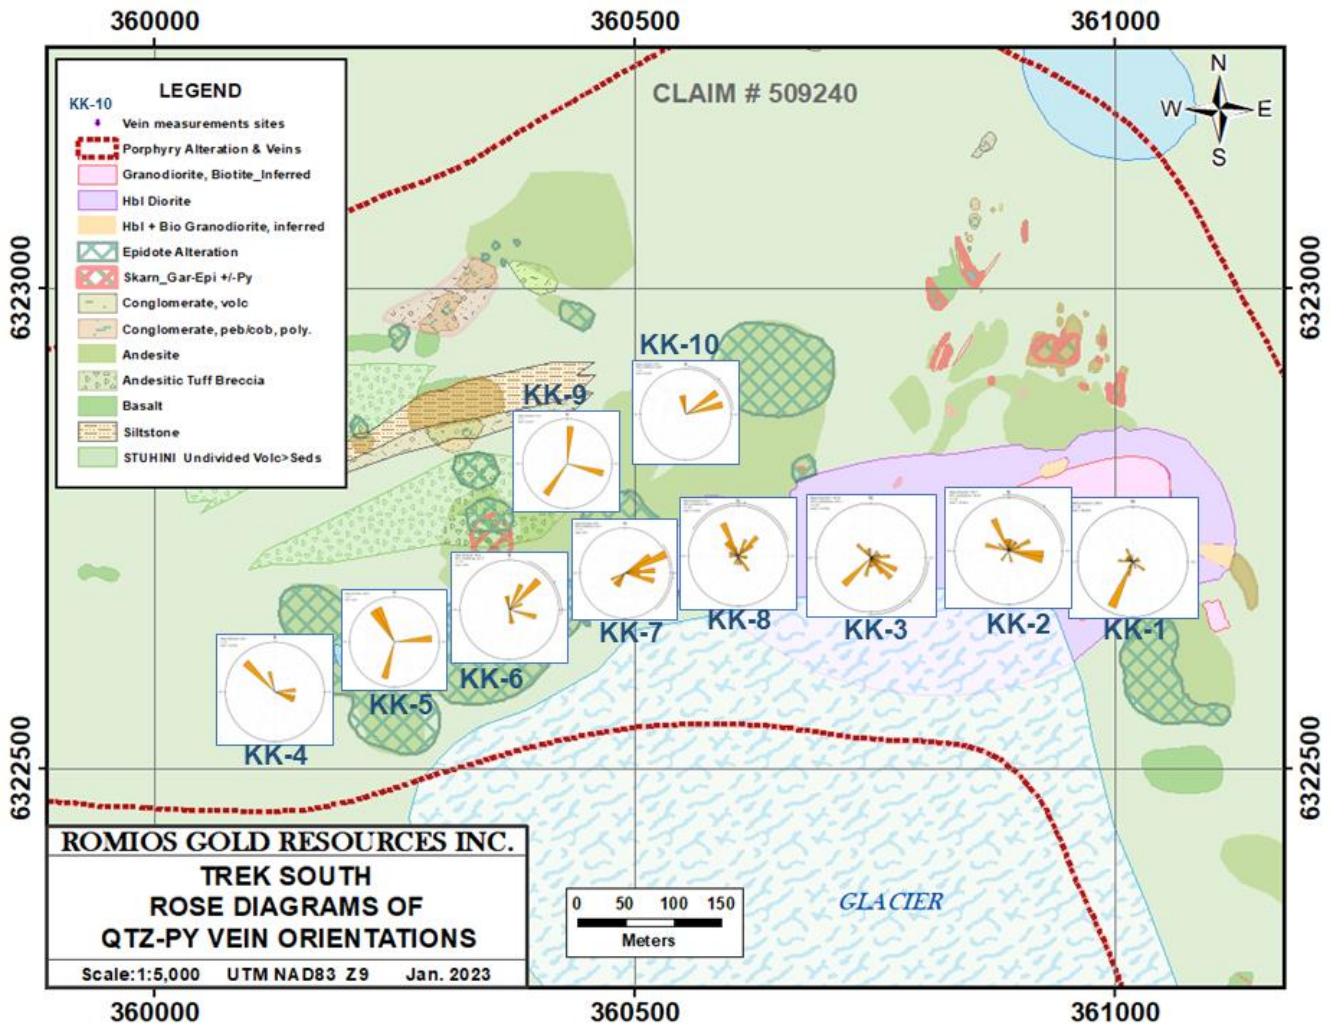 360000 360500 361000
CLAIM # 509240
N
W E
S
LEGEND
KK-10
Vein measurements sites
Porphyry Alteration & Veins
Granodiorite, Biotite_Inferred
Hbl Diorite
Hbl + Bio Granodiorite, inferred
Epidote Alteration
Skarn_Gar-Epi +/-Py
Conglomerate, volc
Conglomerate, peb/cob, poly.
Andesite
Andesitic Tuff Breccia
Basalt
Siltstone
STUHINI Undivided Volc>Seds
6323000
6323000
KK-10
KK-9
KK-8
KK-7
KK-3
KK-2
KK-1
KK-6
KK-5
KK-4
6322500
6322500
ROMIOS GOLD RESOURCES INC.
TREK SOUTH
ROSE DIAGRAMS OF
QTZ-PY VEIN ORIENTATIONS
Scale:1:5,000 UTM NAD83 Z9 Jan. 2023
0 50 100 150
Meters
GLACIER
360000 360500 361000